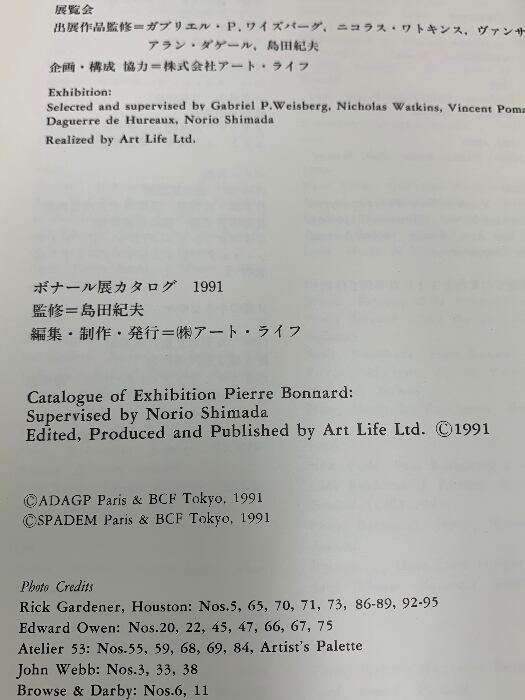 展覧会
出展作品監修=ガブリエル・P.ワイズバーグ、ニコラス・ワトキンス、ヴァンサ
アラン・ダゲール、島田紀夫
企画・構成 協力=株式会社アート・ライフ
Exhibition:
Selected and supervised by Gabriel P.Weisberg, Nicholas Watkins, Vincent Poma
Daguerre de Hureaux, Norio Shimada
Realized by Art Life Ltd.
ボナール展カタログ 1991
監修=島田紀夫
編集・制作・発行=㈱アート・ライフ
Catalogue of Exhibition Pierre Bonnard:
Supervised by Norio Shimada
Edited, Produced and Published by Art Life Ltd. ©1991
©ADAGP Paris & BCF Tokyo, 1991
©SPADEM Paris & BCF Tokyo, 1991
Photo Credits
Rick Gardener, Houston: Nos.5, 65, 70, 71, 73, 86-89, 92-95
Edward Owen: Nos.20, 22, 45, 47, 66, 67, 75
Atelier 53: Nos.55, 59, 68, 69, 84, Artist's Palette
John Webb: Nos.3, 33, 38
Browse & Darby: Nos.6, 11